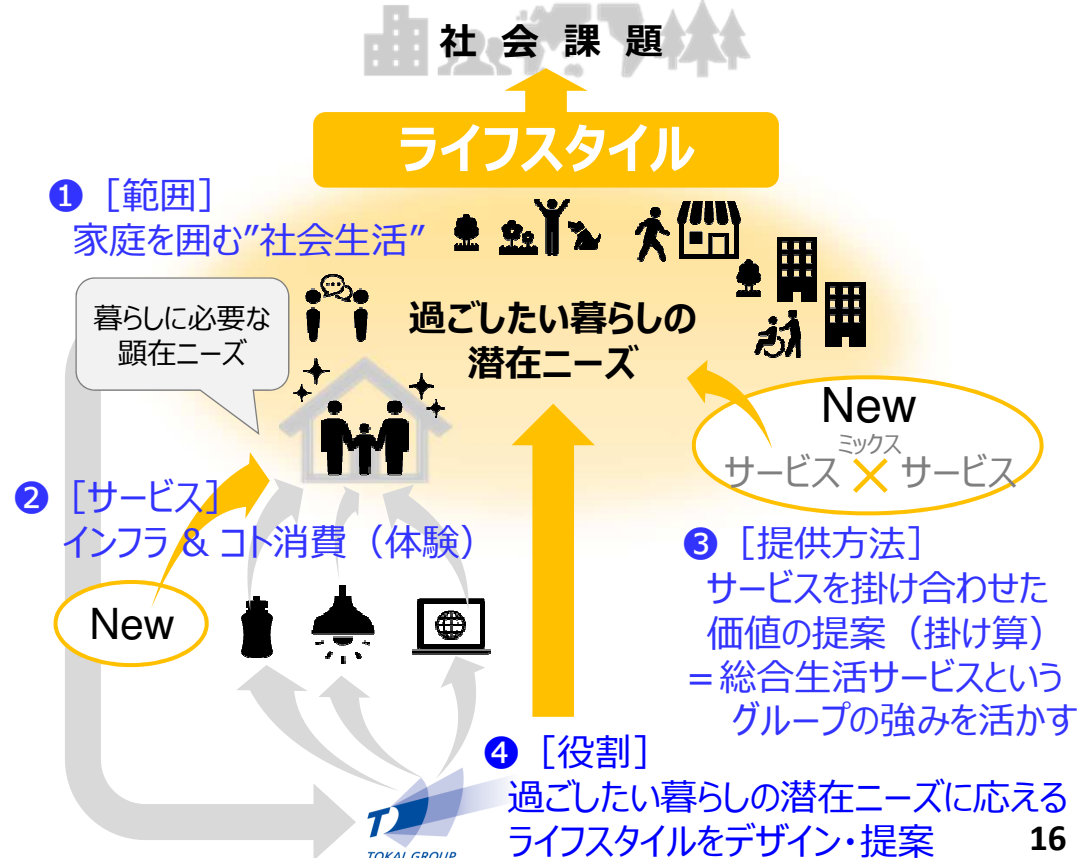 社会課題
ライフスタイル
❶［範囲］
家庭を囲む”社会生活”
暮らしに必要な
顕在ニーズ
過ごしたい暮らしの
潜在ニーズ
New
ミックス
サービス×サービス
❷［サービス］
インフラ & コト消費（体験）
New
❸［提供方法］
サービスを掛け合わせた
価値の提案（掛け算）
＝総合生活サービスという
グループの強みを活かす
❹［役割］
過ごしたい暮らしの潜在ニーズに応える
ライフスタイルをデザイン・提案
TOKAI GROUP
16